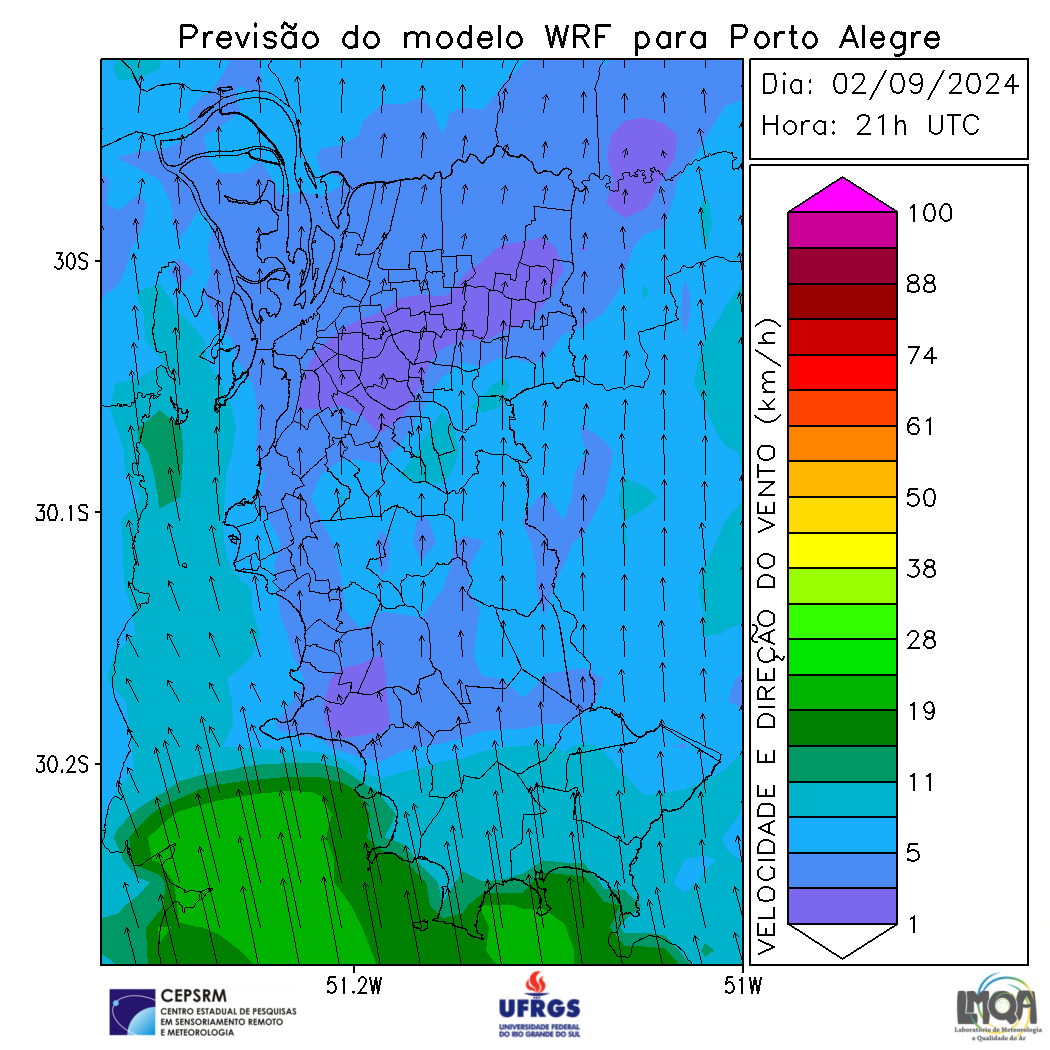 Previsão do modelo WRF para Porto Alegre
Dia: 02/09/2024
Hora: 21h UTC
30S
30.1S
30.2S
51.2W
51W
VELOCIDADE E DIREÇÃO DO VENTO (km/h)
100
88
74
61
50
38
28
19
11
5
1
CEPSRM
CENTRO ESTADUAL DE PESQUISAS
EM SENSORIAMENTO REMOTO
E METEOROLOGIA
UFRGS
UNIVERSIDADE FEDERAL
DO RIO GRANDE DO SUL
LMQA
Laboratório de Meteorologia
e Qualidade do Ar